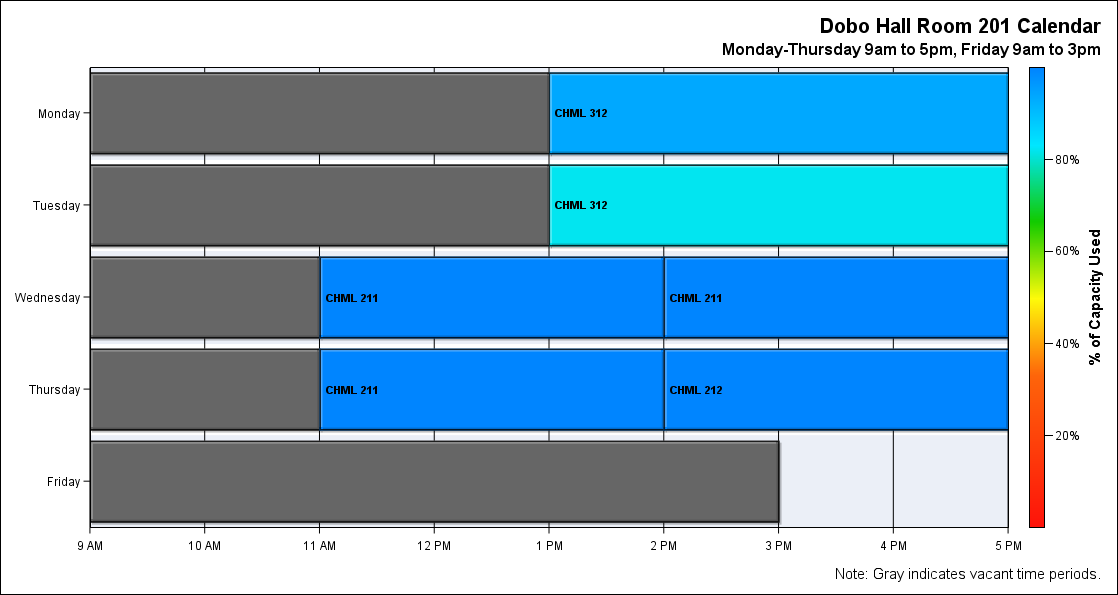 Dobo Hall Room 201 Calendar
Monday-Thursday 9am to 5pm, Friday 9am to 3pm
Monday
CHML 312
Tuesday
CHML 312
Wednesday
CHML 211
CHML 211
Thursday
CHML 211
CHML 212
Friday
9 AM
10 AM
11 AM
12 PM
1 PM
2 PM
3 PM
4 PM
5 PM
80%
60%
40%
20%
% of Capacity Used
Note: Gray indicates vacant time periods.